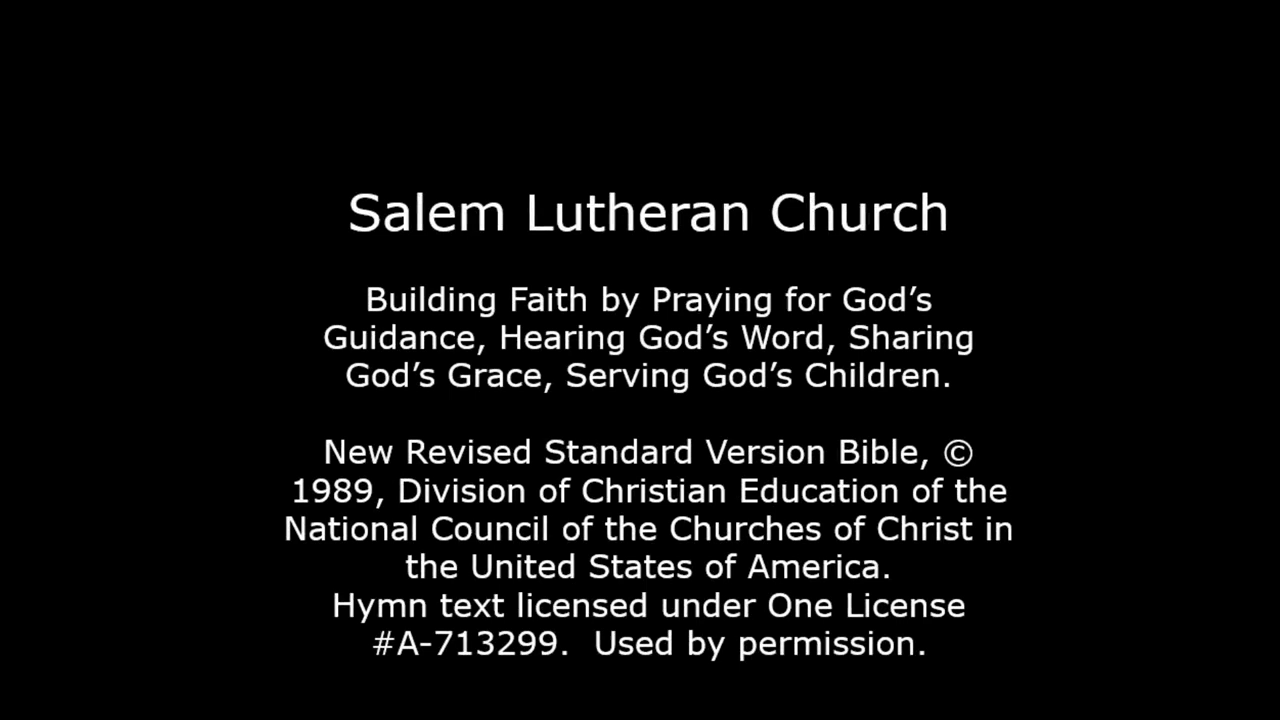 Salem Lutheran Church
Building Faith by Praying for God’s
Guidance, Hearing God’s Word, Sharing
God’s Grace, Serving God’s Children.
New Revised Standard Version Bible, ©
1989, Division of Christian Education of the
National Council of the Churches of Christ in
the United States of America.
Hymn text licensed under One License
#A-713299.  Used by permission.